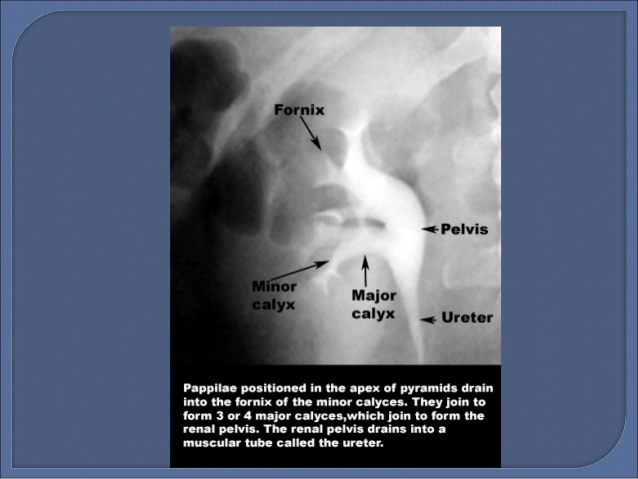 Fornix
Pelvis
Minor
calyx
Major
calyx
Ureter
Pappilae positioned in the apex of pyramids drain
into the fornix of the minor calyces. They join to
form 3 or 4 major calyces,which join to form the
renal pelvis. The renal pelvis drains into a
muscular tube called the ureter.